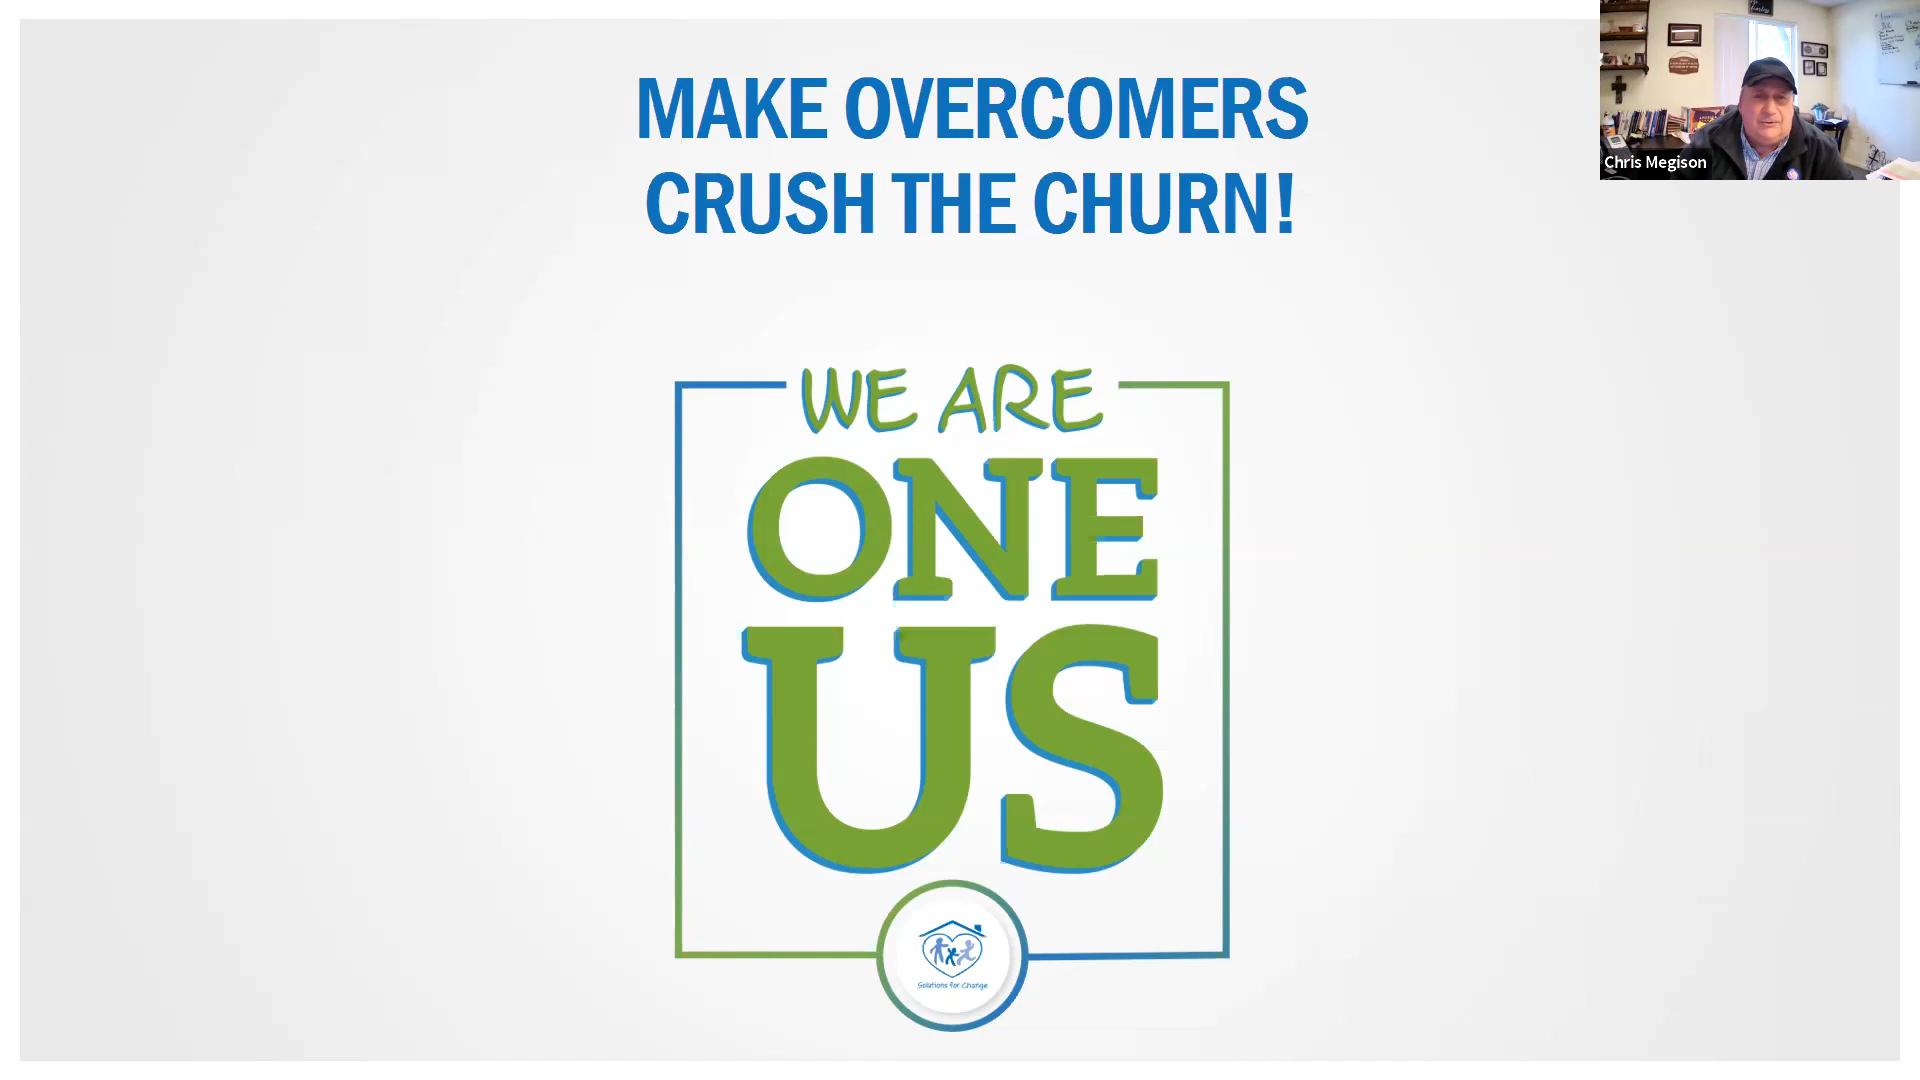 MAKE OVERCOMERS
CRUSH THE CHURN!
WE ARE
ONE
US
Solutions for Change
Chris Megison